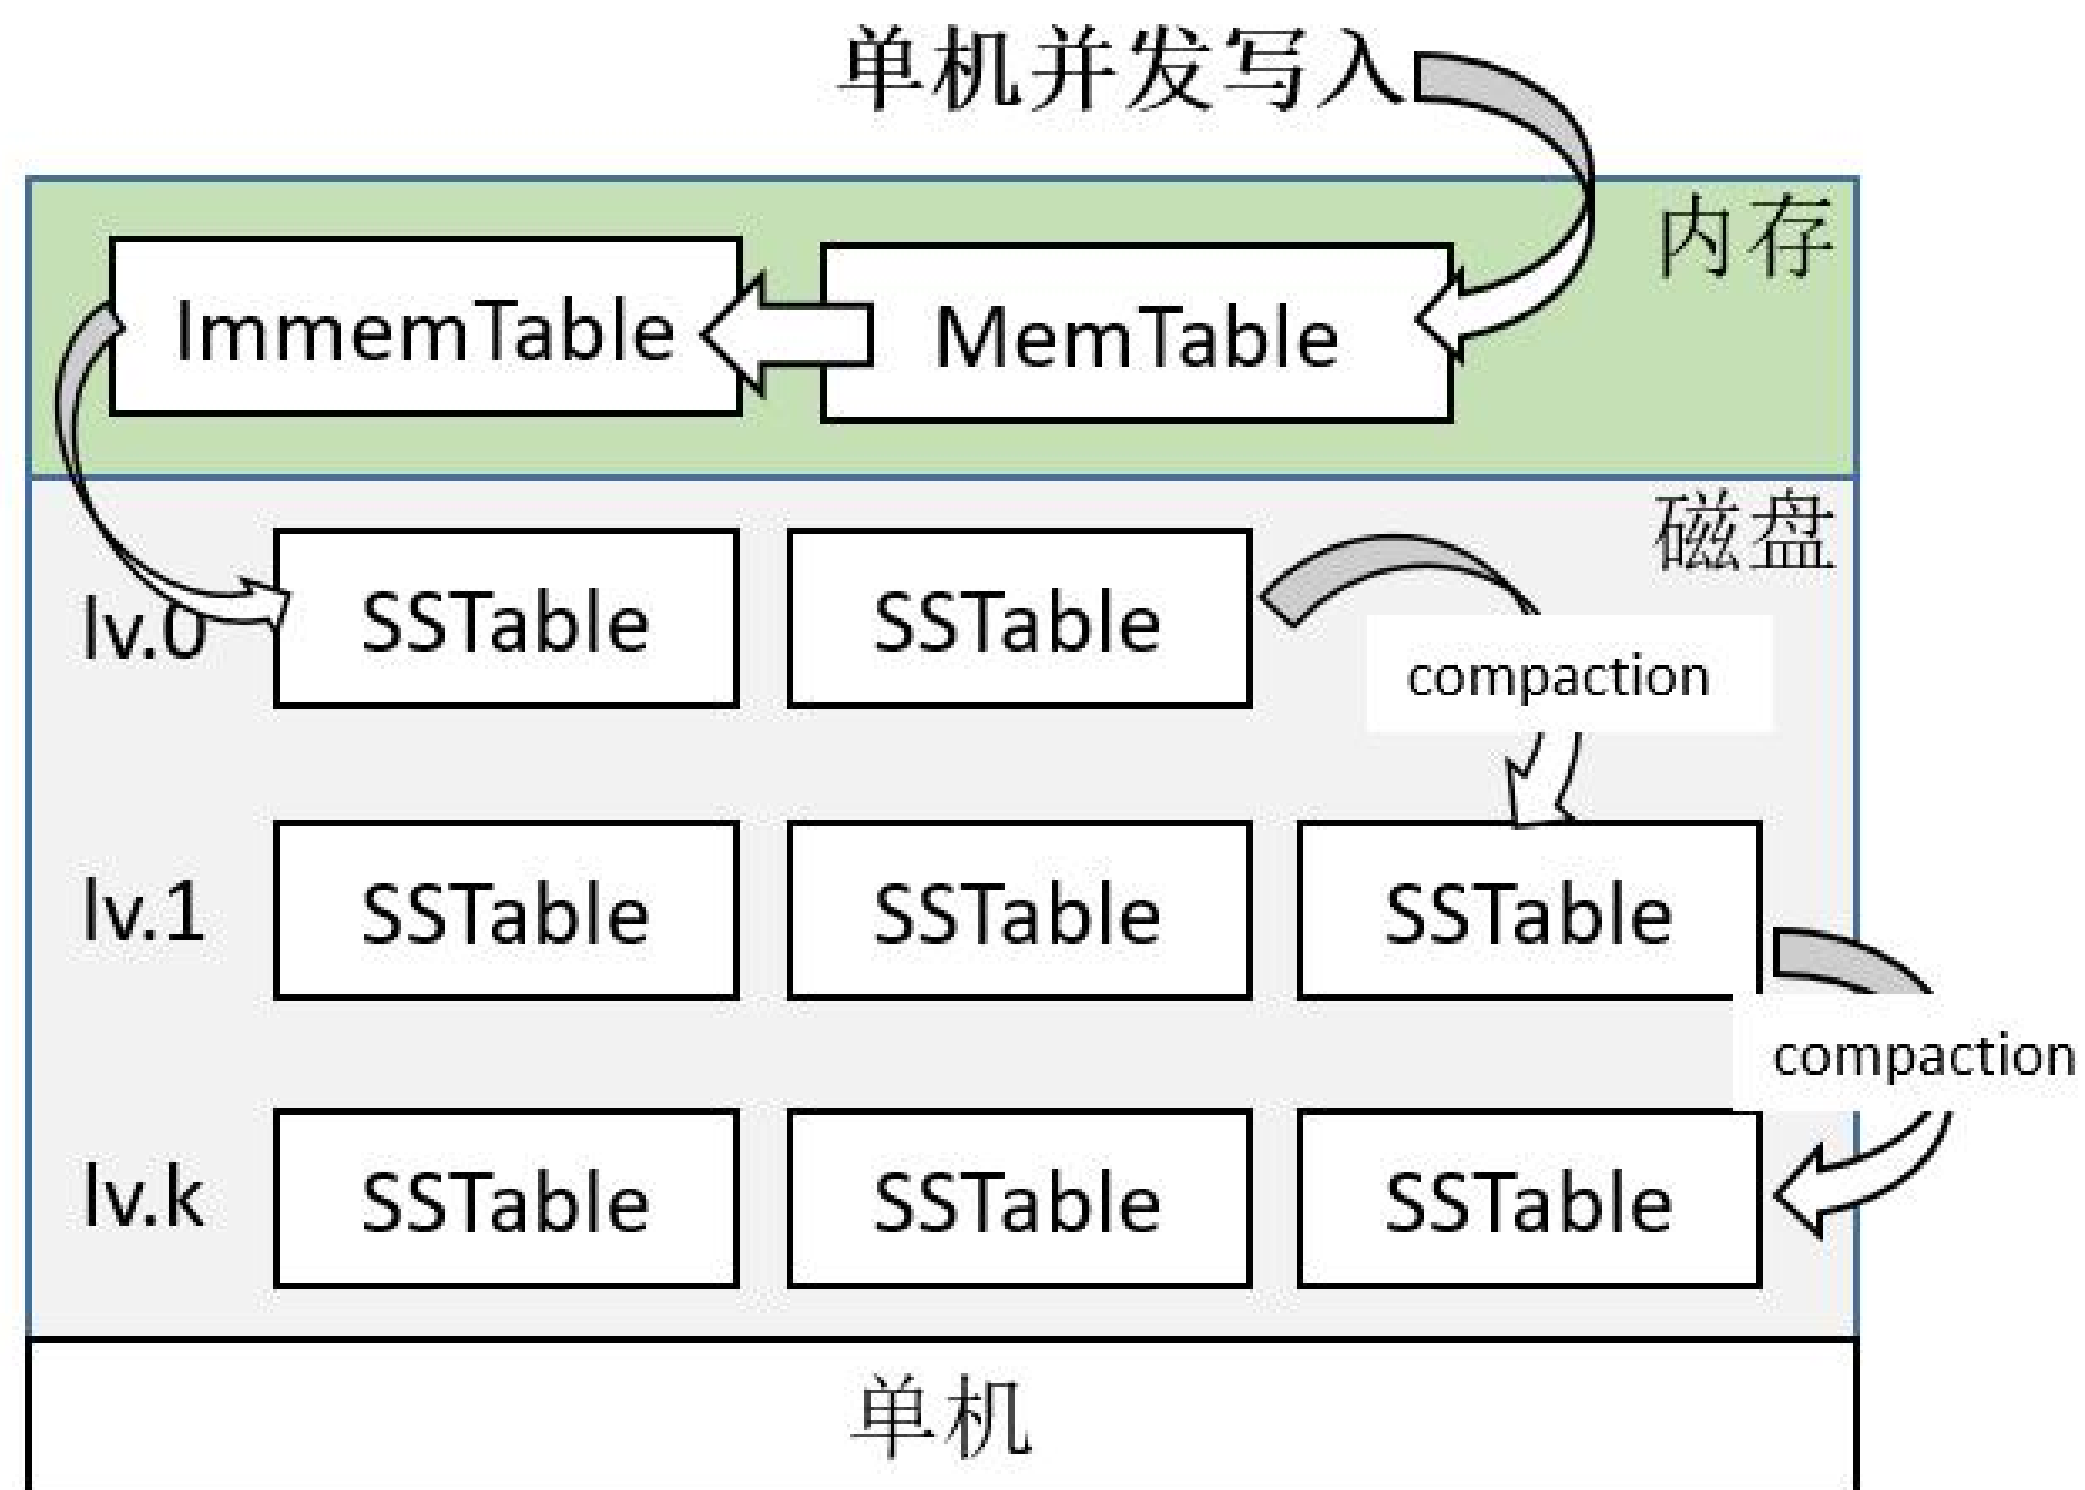 单机并发写入
内存
ImmemTable
MemTable
磁盘
lv.0
SSTable
SSTable
compaction
lv.1
SSTable
SSTable
SSTable
compaction
lv.k
SSTable
SSTable
SSTable
单机